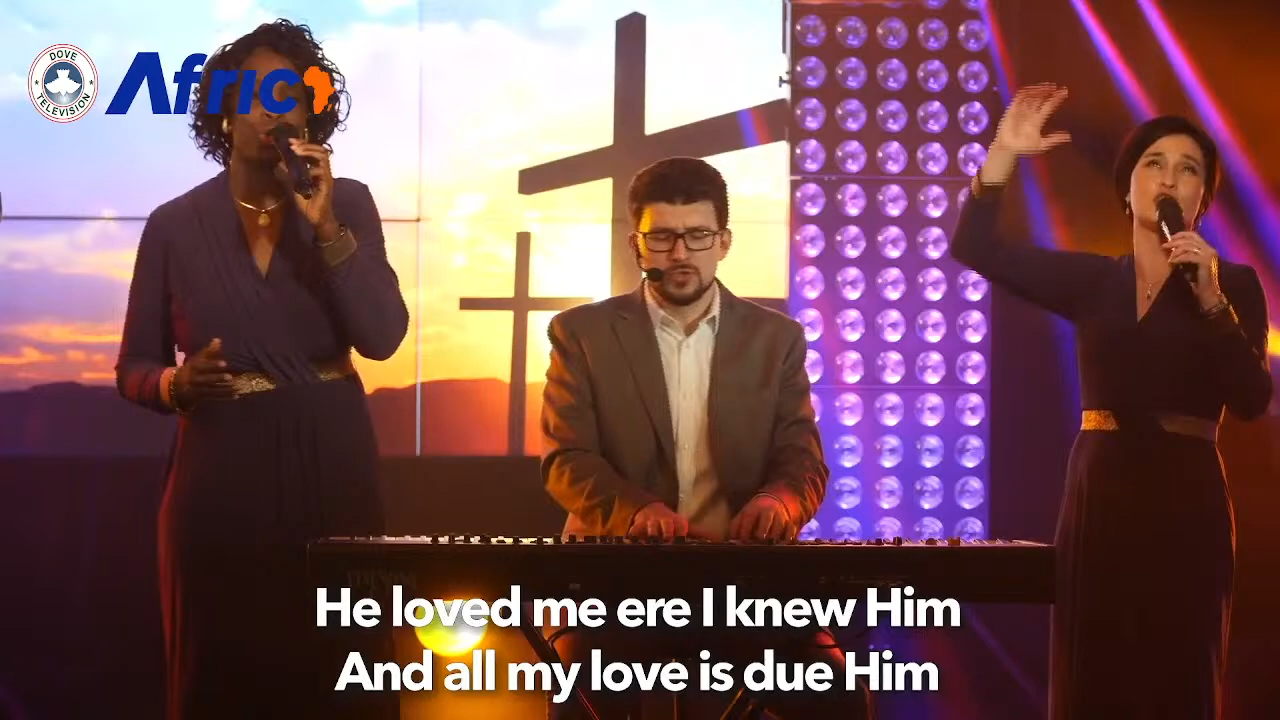 DOVE
TELEVISION
Africa
He loved me ere I knew Him
And all my love is due Him